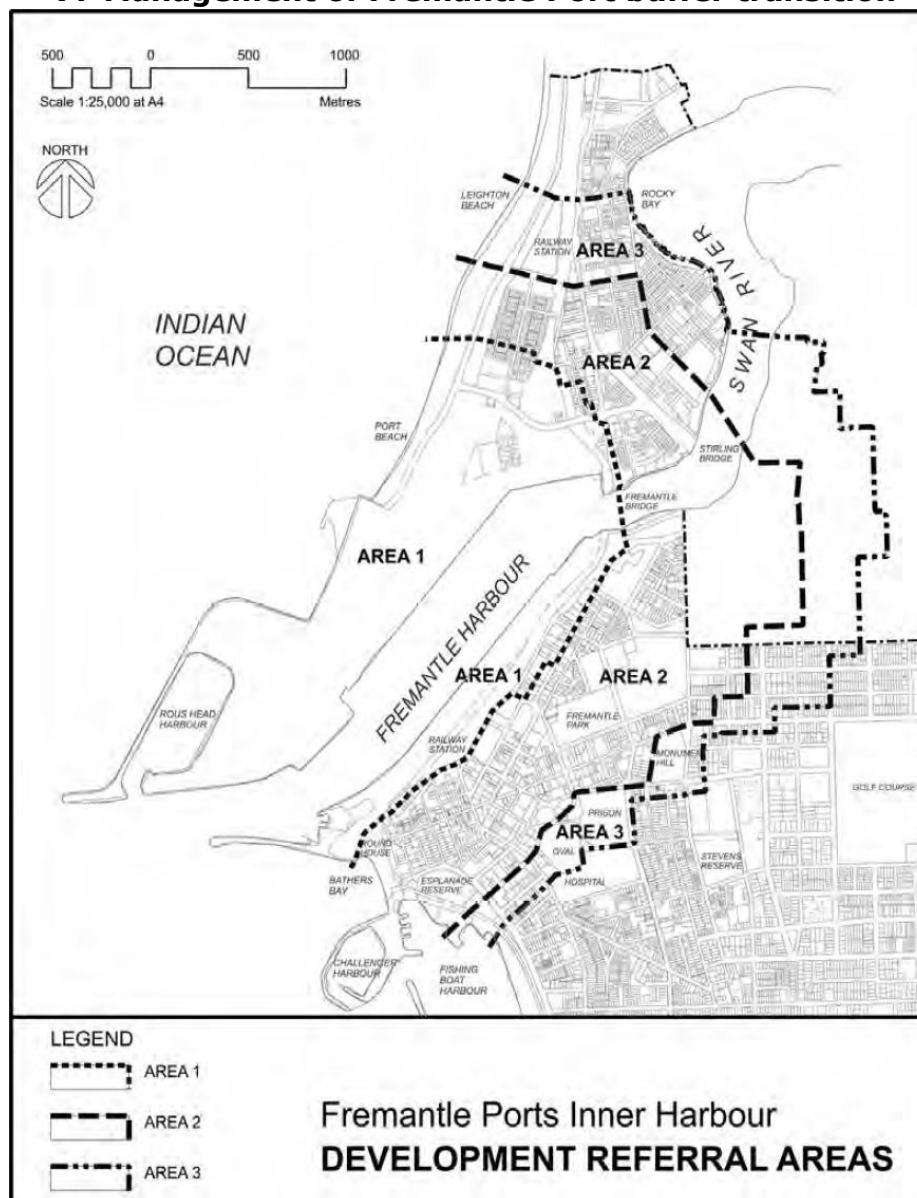 500
0
500
1000
Scale 1:25,000 at A4
Metres
NORTH
LEIGHTON
BEACH
ROCKY
BAY
RAILWAY
STATION
AREA 3
SWAN RIVER
INDIAN
OCEAN
AREA 2
PORT
BEACH
STIRLING
BRIDGE
FREMANTLE
BRIDGE
AREA 1
FREMANTLE HARBOUR
AREA 1
AREA 2
ROUS HEAD
HARBOUR
FREMANTLE
PARK
RAILWAY
STATION
GOLF COURSE
PRISON
AREA 3
OVAL
STEVENS
RESERVE
HOSPITAL
ESPLANADE
RESERVE
BATHERS
BAY
CHALLENGER
HARBOUR
FISHING
BOAT
HARBOUR
LEGEND
AREA 1
AREA 2
AREA 3
Fremantle Ports Inner Harbour
DEVELOPMENT REFERRAL AREAS